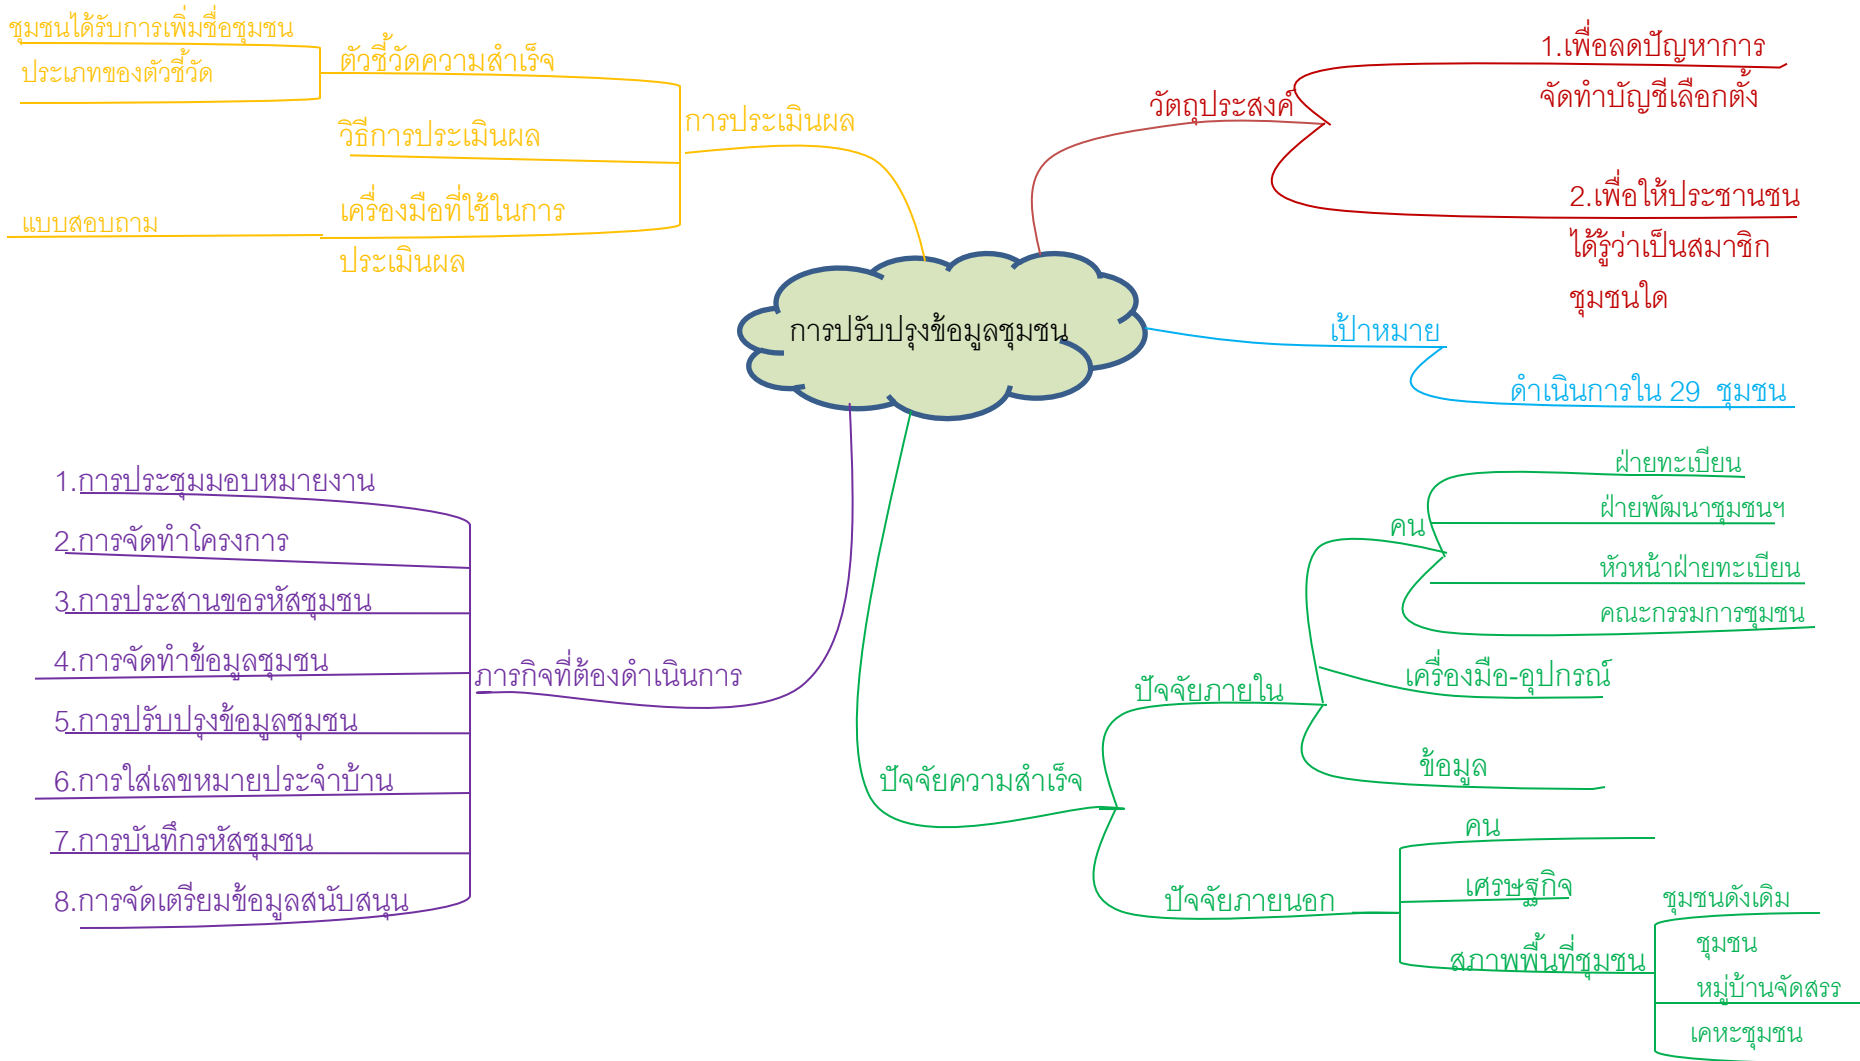 ชุมชนได้รับการเพิ่มชื่อชุมชน
ประเภทของตัวชี้วัด
ตัวชี้วัดความสำเร็จ
วิธีการประเมินผล
แบบสอบถาม
เครื่องมือที่ใช้ในการ
ประเมินผล
การประเมินผล
วัตถุประสงค์
1.เพื่อลดปัญหาการ
จัดทำบัญชีเลือกตั้ง
2.เพื่อให้ประชานชน
ได้รู้ว่าเป็นสมาชิก
ชุมชนใด
การปรับปรุงข้อมูลชุมชน
เป้าหมาย
ดำเนินการใน 29 ชุมชน
1.การประชุมมอบหมายงาน
2.การจัดทำโครงการ
3.การประสานขอรหัสชุมชน
4.การจัดทำข้อมูลชุมชน
5.การปรับปรุงข้อมูลชุมชน
6.การใส่เลขหมายประจำบ้าน
7.การบันทึกรหัสชุมชน
8.การจัดเตรียมข้อมูลสนับสนุน
ภารกิจที่ต้องดำเนินการ
ปัจจัยความสำเร็จ
ปัจจัยภายใน
คน
ฝ่ายทะเบียน
ฝ่ายพัฒนาชุมชนฯ
หัวหน้าฝ่ายทะเบียน
คณะกรรมการชุมชน
เครื่องมือ-อุปกรณ์
ข้อมูล
ปัจจัยภายนอก
คน
เศรษฐกิจ
สภาพพื้นที่ชุมชน
ชุมชนดังเดิม
ชุมชน
หมู่บ้านจัดสรร
เคหะชุมชน